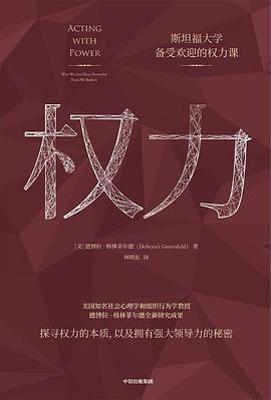 ACTING
WITH
POWER
Why We Are More Powerful
Than We Believe
斯坦福大学
备受欢迎的权力课
权力
［美］德博拉·格林菲尔德（Deborah Gruenfeld） 著
林鸣东 译
美国知名社会心理学和组织行为学教授
德博拉·格林菲尔德全新研究成果
探寻权力的本质，以及拥有强大领导力的秘密
中信出版集团